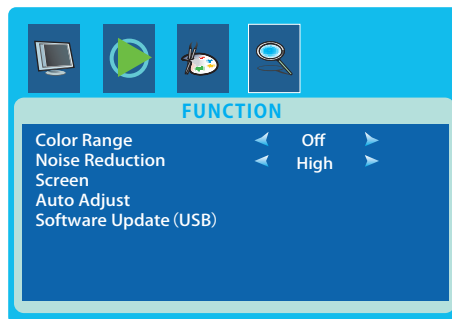 FUNCTION
Color Range Off
Noise Reduction High
Screen
Auto Adjust
Software Update (USB)